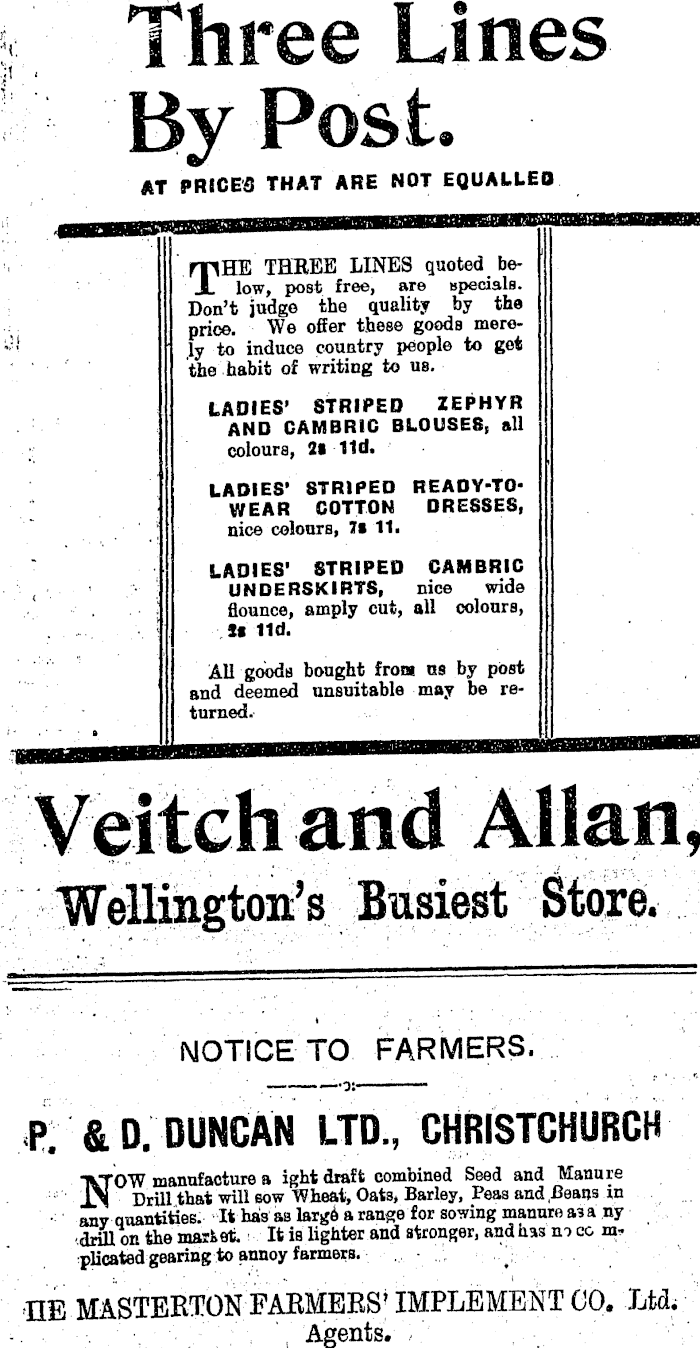 Three Lines
By Post.
AT PRICES THAT ARE NOT EQUALLED
THE THREE LINES quoted be-
low, post free, are specials.
Don't judge the quality by the
price. We offer these goods mere-
ly to induce country people to get
the habit of writing to us.
LADIES' STRIPED ZEPHYR
AND CAMBRIC BLOUSES, all
colours, 2s 11d.
LADIES' STRIPED READY-TO-
WEAR COTTON DRESSES,
nice colours, 7s 11.
LADIES' STRIPED CAMBRIC
UNDERSKIRTS, nice wide
flounce, amply cut, all colours,
2s 11d.
All goods bought from us by post
and deemed unsuitable may be re-
turned.
Veitch and Allan,
Wellington's Busiest Store.
NOTICE TO FARMERS.
P. & D. DUNCAN LTD., CHRISTCHURCH
NOW manufacture a ight draft combined Seed and Manure
Drill that will sow Wheat, Oats, Barley, Peas and Beans in
any quantities. It has as large a range for sowing manure as a ny
drill on the market. It is lighter and stronger, and has no co m-
plicated gearing to annoy farmers.
HE MASTERTON FARMERS' IMPLEMENT CO. Ltd.
Agents.